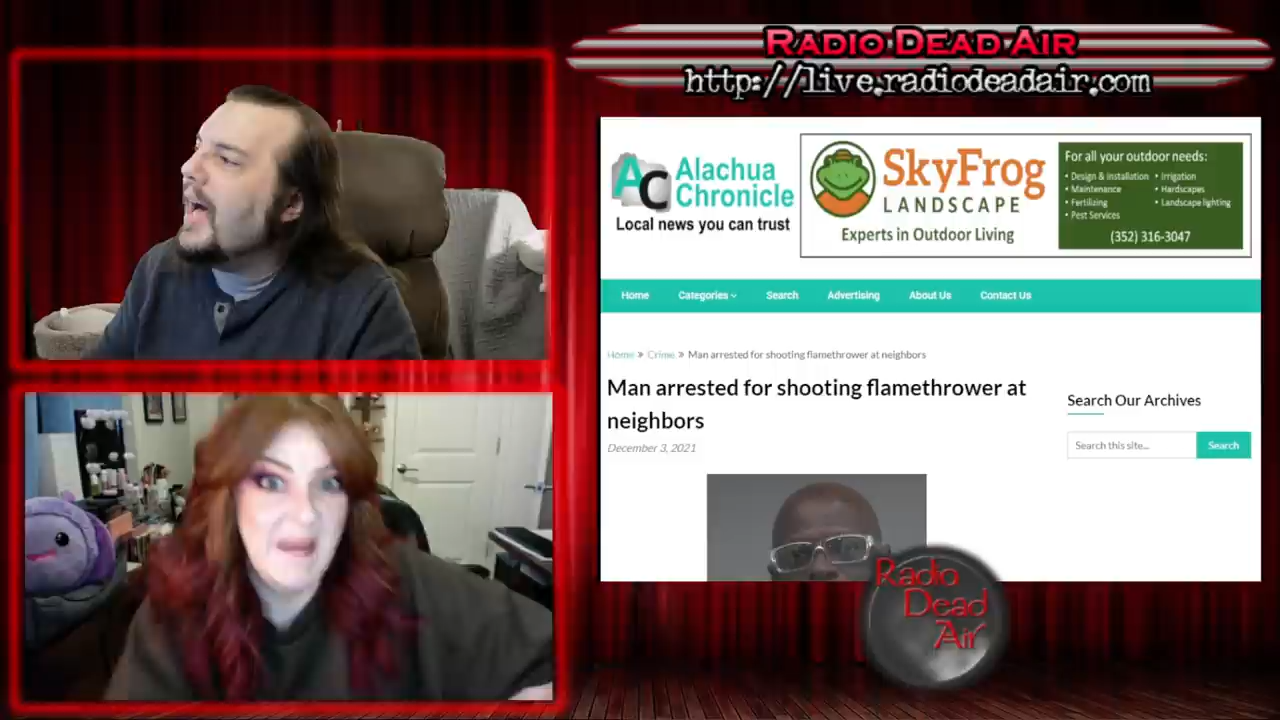 Radio Dead Air
http://live.radiodeadair.com
AC
Alachua
Chronicle
Local news you can trust
SkyFrog
LANDSCAPE
Experts in Outdoor Living
For all your outdoor needs:
• Design & Installation • Irrigation
• Maintenance • Hardscapes
• Fertilizing • Landscape lighting
• Pest Services
(352) 316-3047
Home Categories Search Advertising About Us Contact Us
Home » Crime » Man arrested for shooting flamethrower at neighbors
Man arrested for shooting flamethrower at
neighbors
December 3, 2021
Search Our Archives
Search this site... Search
Radio
Dead
Air